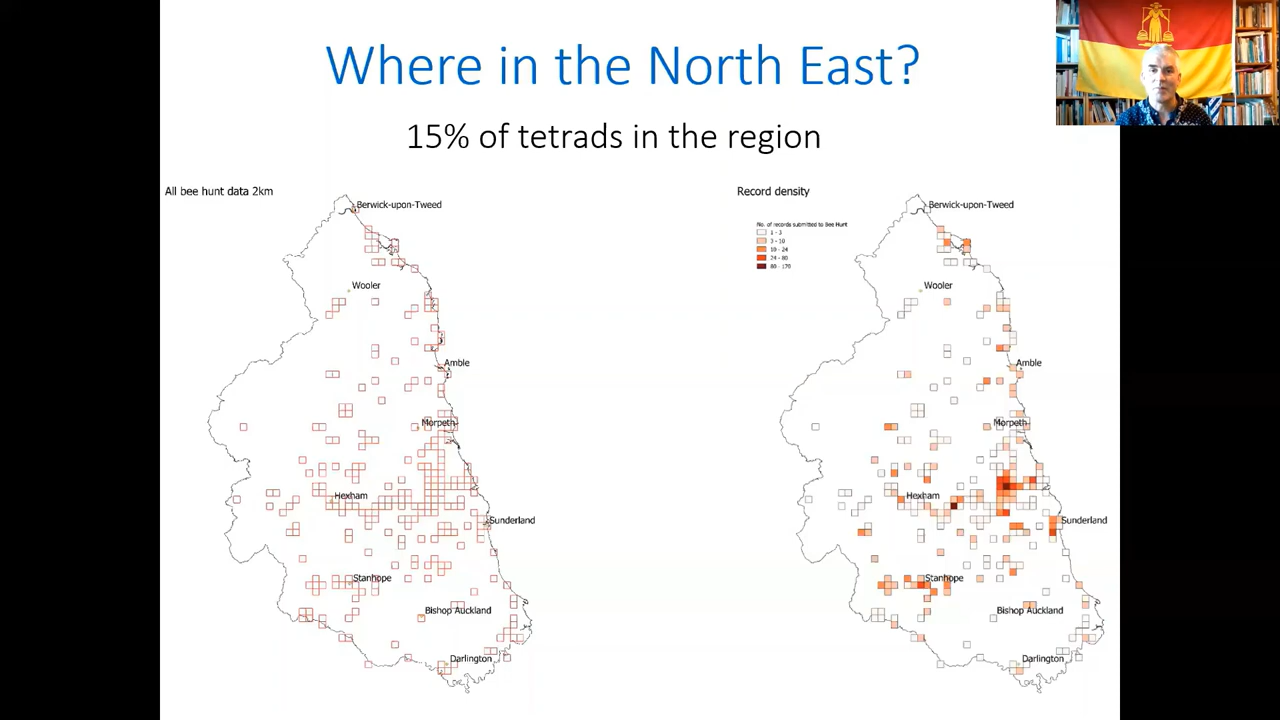 Where in the North East?
15% of tetrads in the region
All bee hunt data 2km
Berwick-upon-Tweed
Wooler
Amble
Morpeth
Hexham
Sunderland
Stanhope
Bishop Auckland
Darlington
Record density
No. of records submitted to Bee Hunt
1 - 3
3 - 10
10 - 24
24 - 80
80 - 170
Berwick-upon-Tweed
Wooler
Amble
Morpeth
Hexham
Sunderland
Stanhope
Bishop Auckland
Darlington